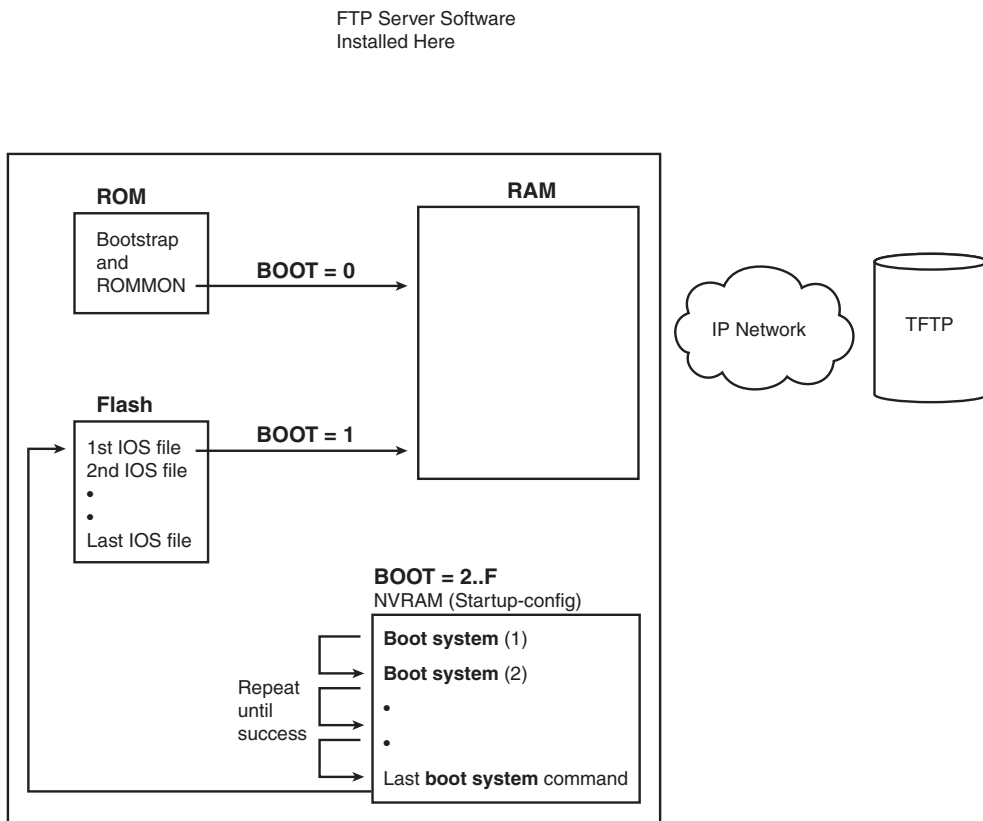 FTP Server Software
Installed Here
ROM
RAM
Bootstrap
and
ROMMON
BOOT = 0
IP Network
TFTP
Flash
BOOT = 1
1st IOS file
2nd IOS file
•
•
Last IOS file
BOOT = 2..F
NVRAM (Startup-config)
Boot system (1)
Boot system (2)
•
•
Last boot system command
Repeat
until
success